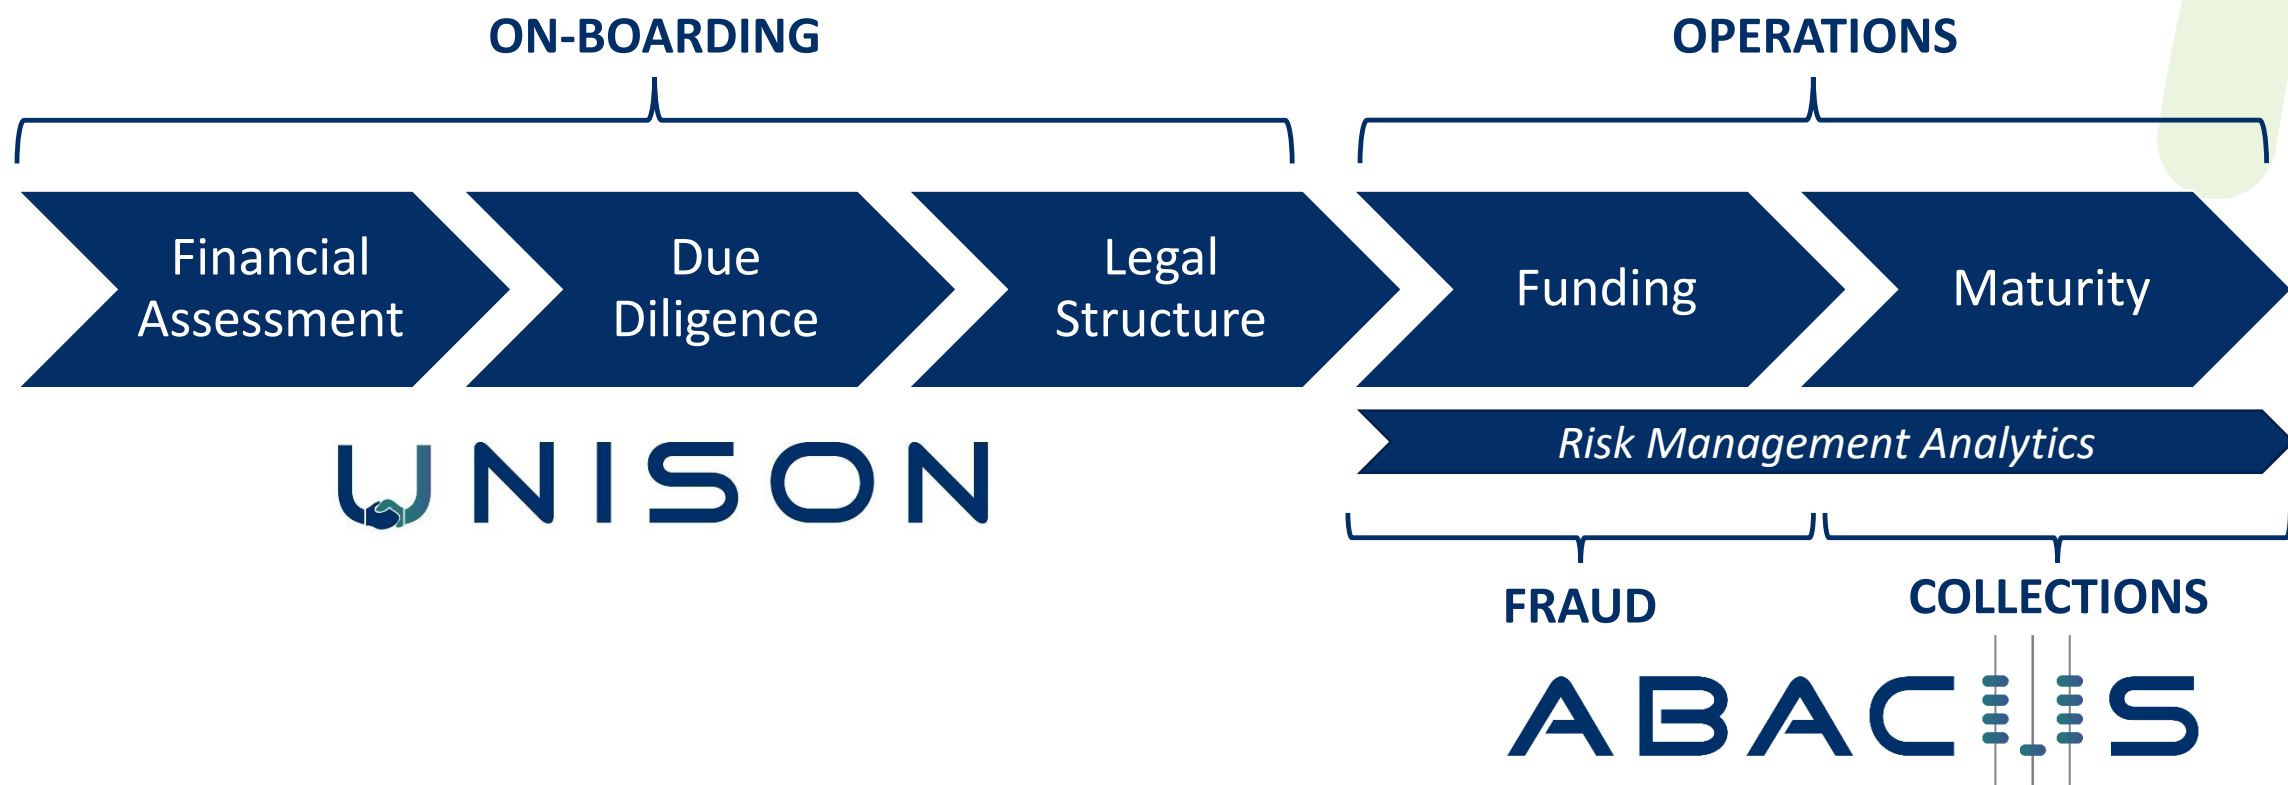 ON-BOARDING
OPERATIONS
Financial
Assessment
Due
Diligence
Legal
Structure
Funding
Maturity
Risk Management Analytics
UNISON
FRAUD
COLLECTIONS
ABACUS